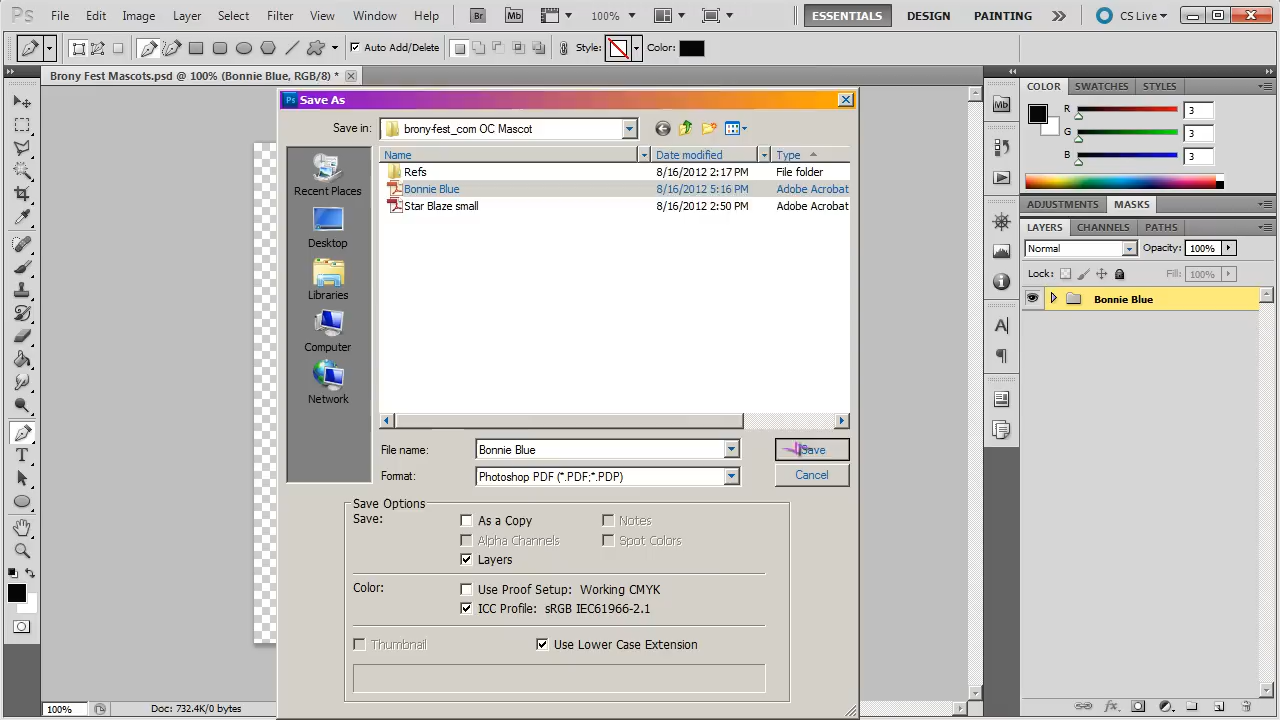 Ps File Edit Image Layer Select Filter View Window Help Br Mb 100% ESSENTIALS DESIGN PAINTING CS Live
Auto Add/Delete Style: Color:
Brony Fest Mascots.psd @ 100% (Bonnie Blue, RGB/8) *
Ps Save As
Save in: brony-fest_com OC Mascot
Name Date modified Type
Refs 8/16/2012 2:17 PM File folder
Bonnie Blue 8/16/2012 5:16 PM Adobe Acrobat
Star Blaze small 8/16/2012 2:50 PM Adobe Acrobat
Recent Places
Desktop
Libraries
Computer
Network
File name: Bonnie Blue Save
Format: Photoshop PDF (*.PDF;*.PDP) Cancel
Save Options
Save:
As a Copy Notes
Alpha Channels Spot Colors
Layers
Color: Use Proof Setup: Working CMYK
ICC Profile: sRGB IEC61966-2.1
Thumbnail Use Lower Case Extension
100% Doc: 732.4K/0 bytes
Mb
COLOR SWATCHES STYLES
R 3
G 3
B 3
ADJUSTMENTS MASKS
LAYERS CHANNELS PATHS
Normal Opacity: 100%
Lock: Fill: 100%
Bonnie Blue